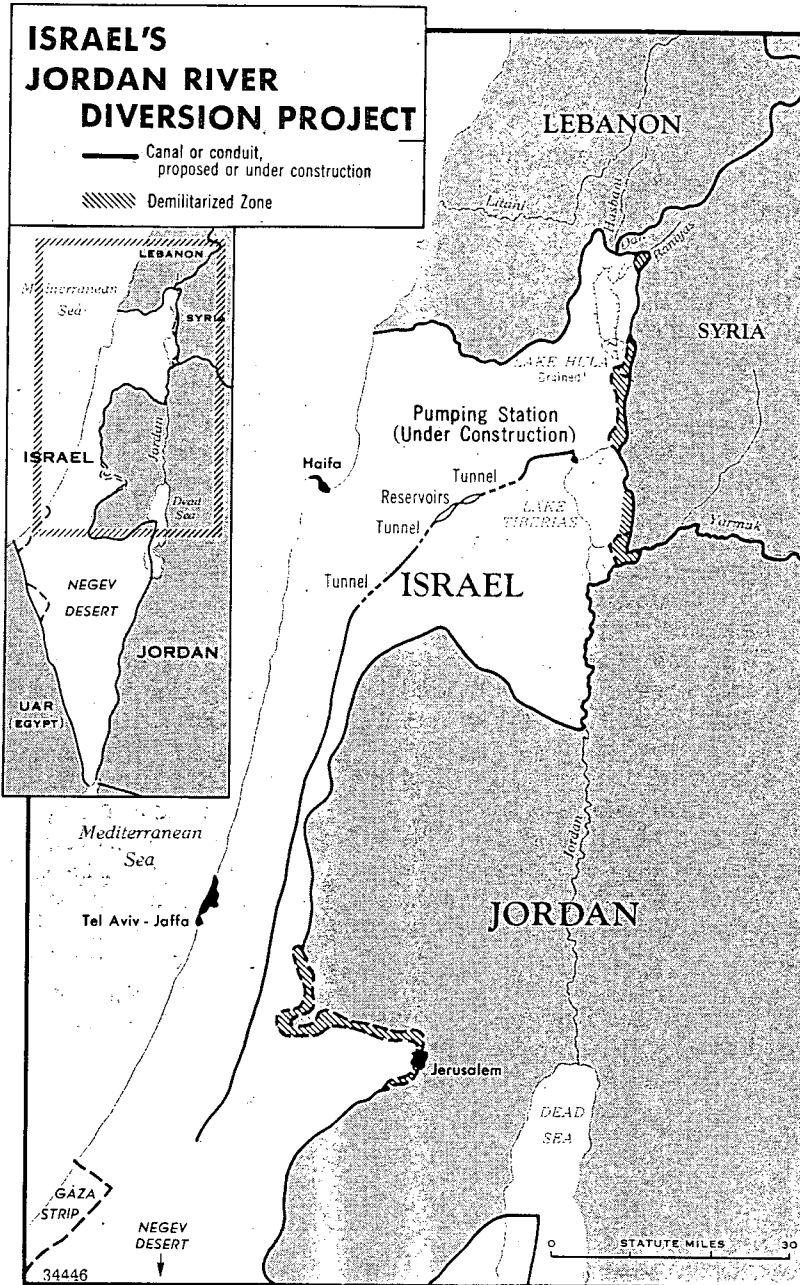 ISRAEL'S
JORDAN RIVER
DIVERSION PROJECT
Canal or conduit,
proposed or under construction
Demilitarized Zone
LEBANON
Mediterranean
Sea
SYRIA
ISRAEL
Jordan
Dead
Sea
NEGEV
DESERT
JORDAN
UAR
(EGYPT)
LEBANON
Litani
Hasbani
Dan
Baniyas
SYRIA
LAKE HULA
Drained
Pumping Station
(Under Construction)
Haifa
Tunnel
Reservoirs
Tunnel
LAKE
TIBERIAS
Yarmuk
Tunnel
ISRAEL
Mediterranean
Sea
Jordan
Tel Aviv - Jaffa
JORDAN
Jerusalem
DEAD
SEA
GAZA
STRIP
NEGEV
DESERT
0 STATUTE MILES 30
34446